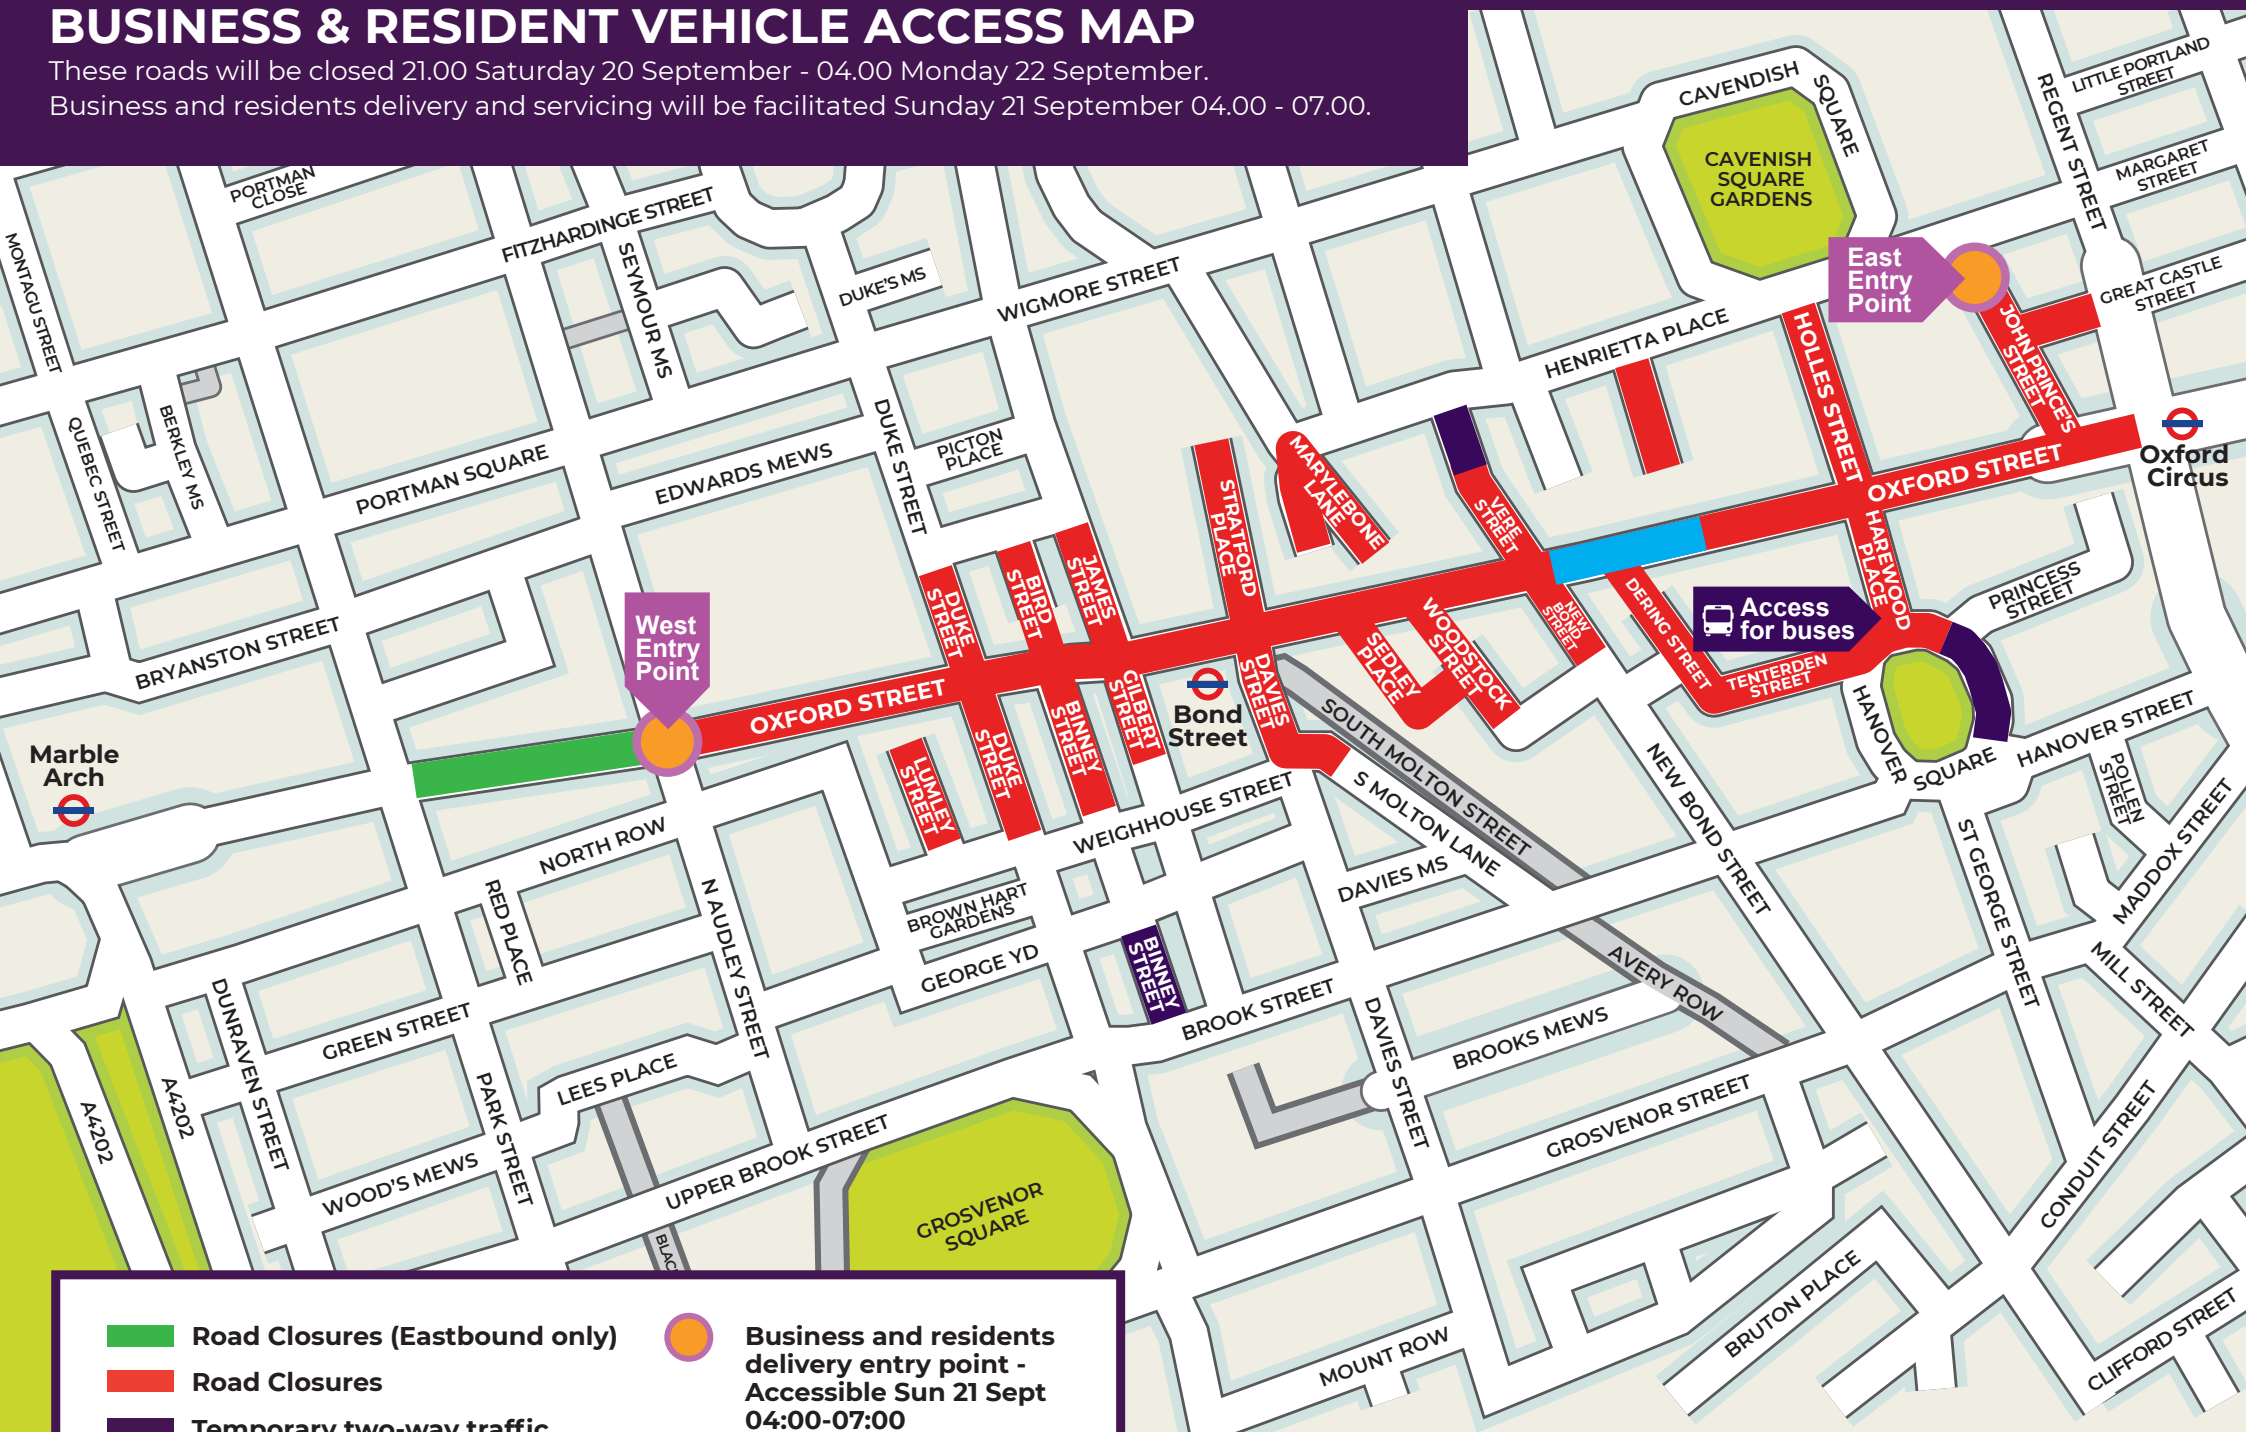 BUSINESS & RESIDENT VEHICLE ACCESS MAP
These roads will be closed 21.00 Saturday 20 September - 04.00 Monday 22 September.
Business and residents delivery and servicing will be facilitated Sunday 21 September 04.00 - 07.00.
CAVENDISH
SQUARE
CAVENISH
SQUARE
GARDENS
REGENT STREET
LITTLE PORTLAND
STREET
MARGARET
STREET
GREAT CASTLE
STREET
East
Entry
Point
PORTMAN
CLOSE
FITZHARDINGE STREET
SEYMOUR MS
DUKE'S MS
WIGMORE STREET
HENRIETTA PLACE
HOLLES STREET
JOHN PRINCE'S
STREET
MONTAGU STREET
QUEBEC STREET
BERKLEY MS
PORTMAN SQUARE
EDWARDS MEWS
DUKE STREET
PICTON
PLACE
STRATFORD
PLACE
MARYLEBONE
LANE
VERE
STREET
OXFORD STREET
Oxford
Circus
HAREWOOD
PLACE
PRINCESS
STREET
Access
for buses
BRYANSTON STREET
West
Entry
Point
DUKE
STREET
BIRD
STREET
JAMES
STREET
OXFORD STREET
WOODSTOCK
STREET
SEDLEY
PLACE
NEW
BOND
STREET
DERING STREET
TENTERDEN
STREET
HANOVER
SQUARE
HANOVER STREET
POLLEN
STREET
MADDOX STREET
Marble
Arch
LUMLEY
STREET
DUKE
STREET
BINNEY
STREET
GILBERT
STREET
Bond
Street
DAVIES
STREET
SOUTH MOLTON STREET
S MOLTON LANE
NEW BOND STREET
WEIGHHOUSE STREET
DAVIES MS
NORTH ROW
RED PLACE
N AUDLEY STREET
BROWN HART
GARDENS
GEORGE YD
BINNEY
STREET
BROOK STREET
AVERY ROW
BROOKS MEWS
ST GEORGE STREET
MILL STREET
DUNRAVEN STREET
GREEN STREET
LEES PLACE
PARK STREET
DAVIES STREET
GROSVENOR STREET
CONDUIT STREET
A4202
A4202
WOOD'S MEWS
UPPER BROOK STREET
GROSVENOR
SQUARE
MOUNT ROW
BRUTON PLACE
CLIFFORD STREET
Road Closures (Eastbound only)
Road Closures
Temporary two-way traffic
Business and residents
delivery entry point -
Accessible Sun 21 Sept
04:00-07:00